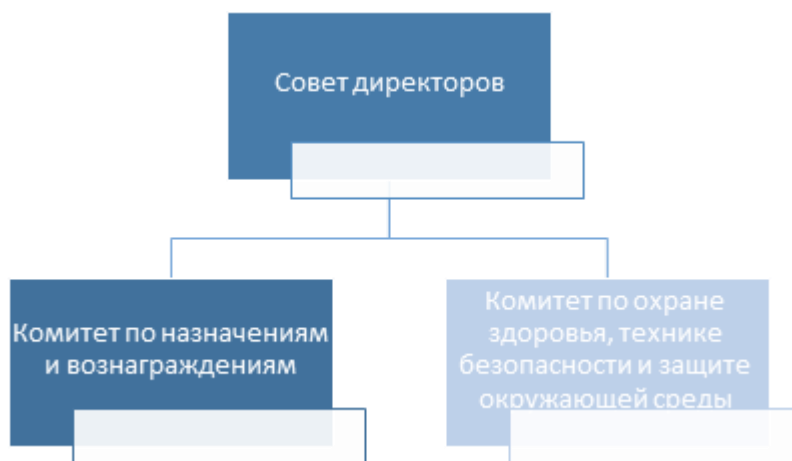 Совет директоров
Комитет по назначениям
и вознаграждениям
Комитет по охране
здоровья, технике
безопасности и защите
окружающей среды